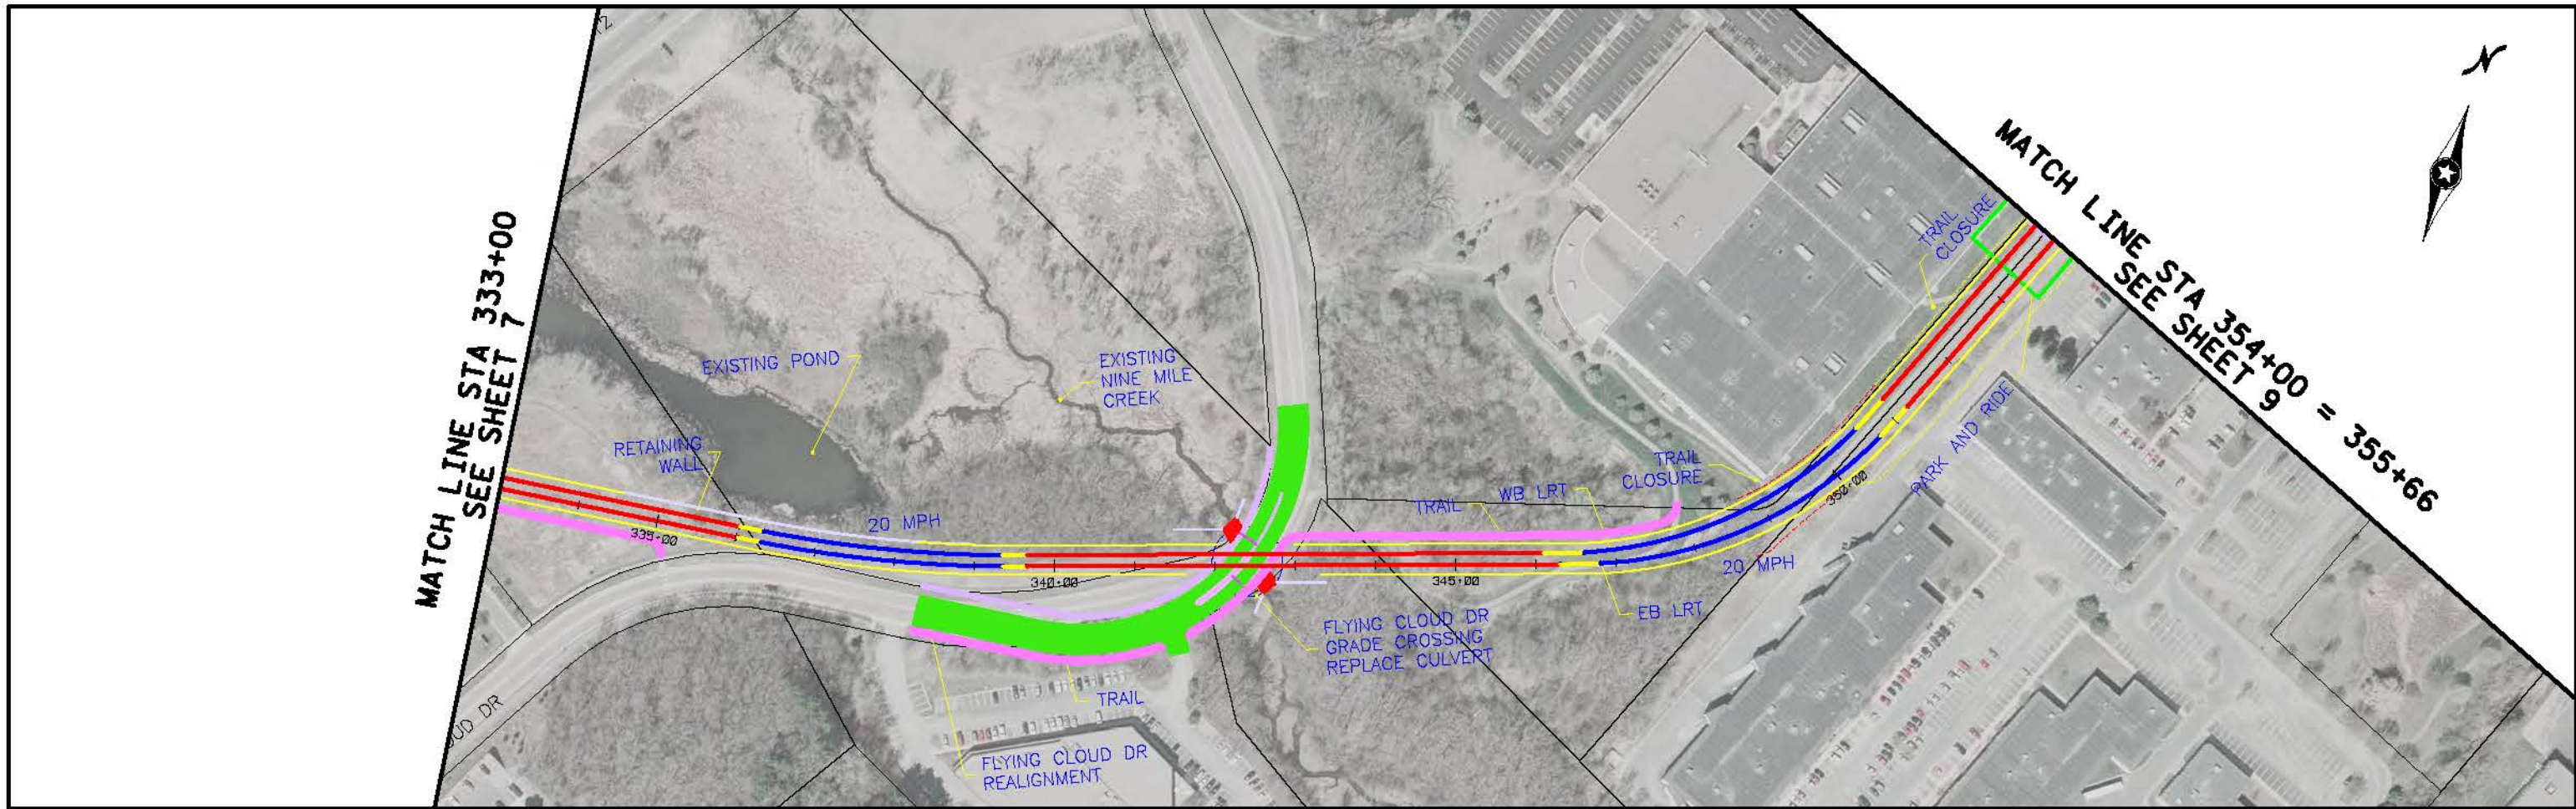 MATCH LINE STA 333+00
SEE SHEET 7
EXISTING POND
EXISTING
NINE MILE
CREEK
RETAINING
WALL
20 MPH
335+00
340+00
345+00
350+00
TRAIL
WB LRT
TRAIL
CLOSURE
TRAIL
CLOSURE
PARK AND RIDE
20 MPH
EB LRT
FLYING CLOUD DR
GRADE CROSSING
REPLACE CULVERT
TRAIL
FLYING CLOUD DR
REALIGNMENT
OUD DR
MATCH LINE STA 354+00 = 355+66
SEE SHEET 9
N